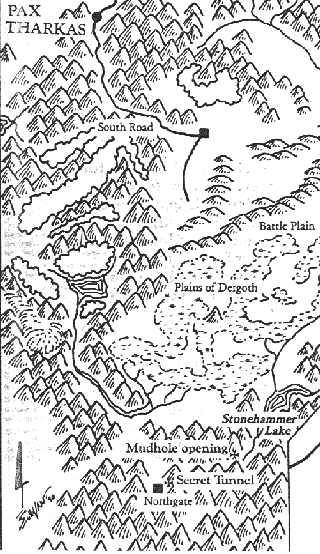 PAX
THARKAS
South Road
Battle Plain
Plains of Dergoth
Stonehammer
Lake
Mudhole opening
Secret Tunnel
Northgate